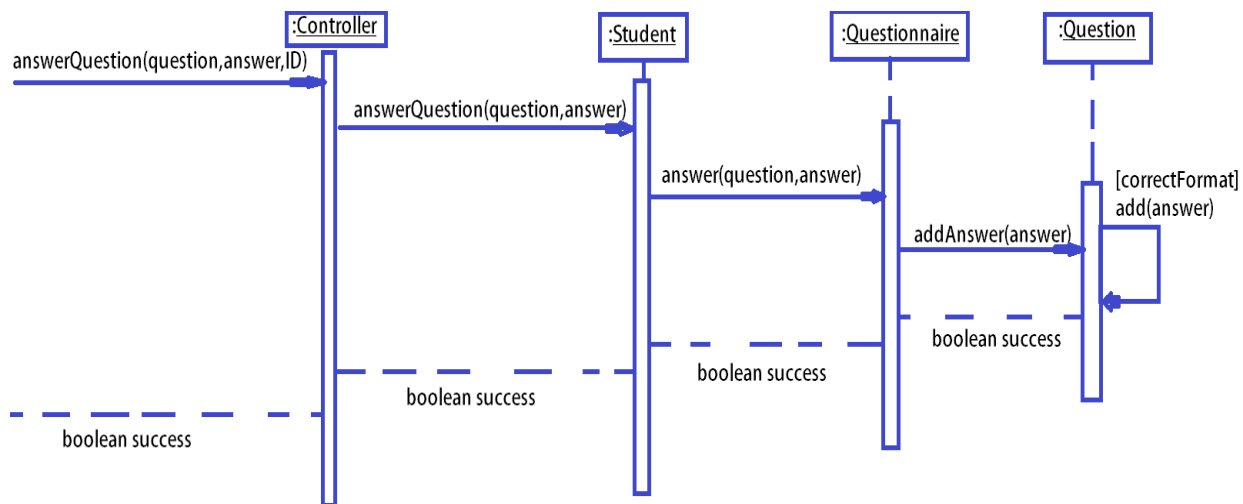 :Controller
:Student
:Questionnaire
:Question
answerQuestion(question,answer,ID)
answerQuestion(question,answer)
answer(question,answer)
[correctFormat]
add(answer)
addAnswer(answer)
boolean success
boolean success
boolean success
boolean success